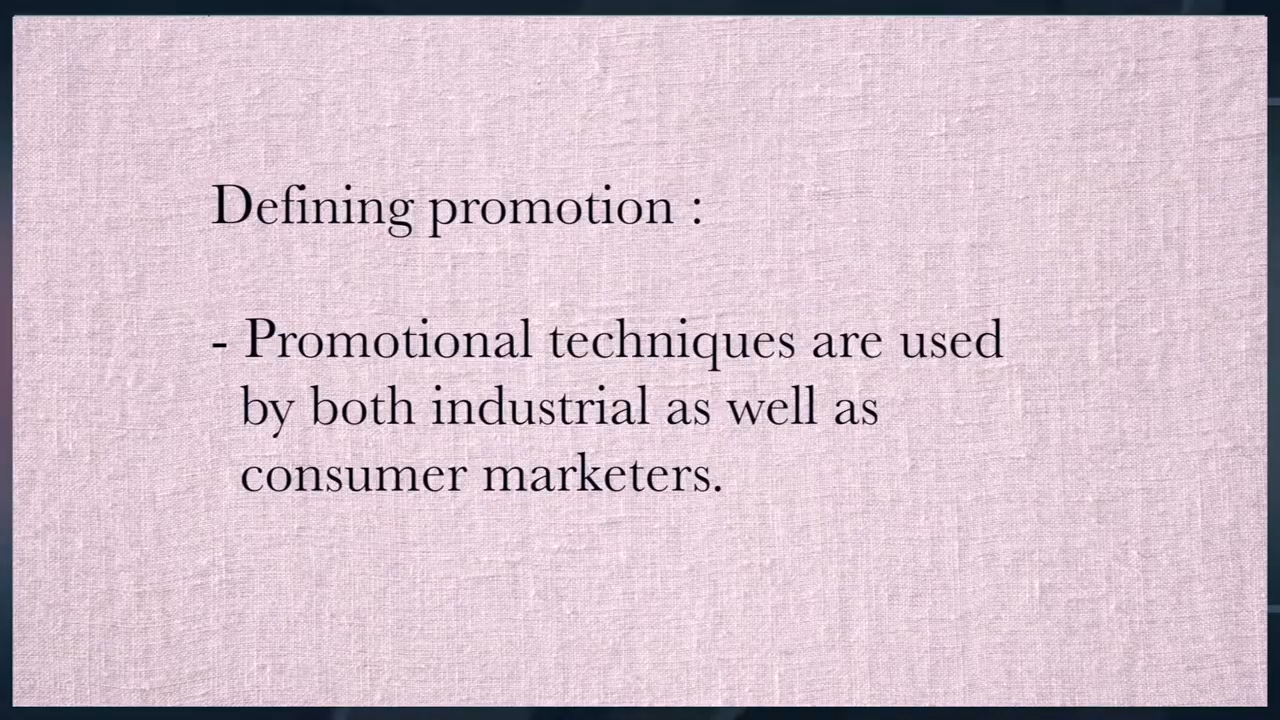 Defining promotion :
- Promotional techniques are used
by both industrial as well as
consumer marketers.